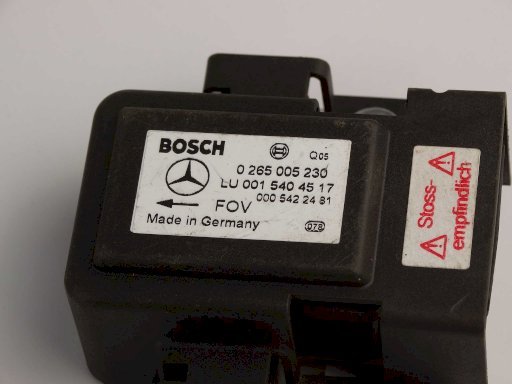 BOSCH
Q05
0 265 005 230
LU 001 540 45 17
000 542 24 81
FOV
Made in Germany
078
Stoss-
empfindlich